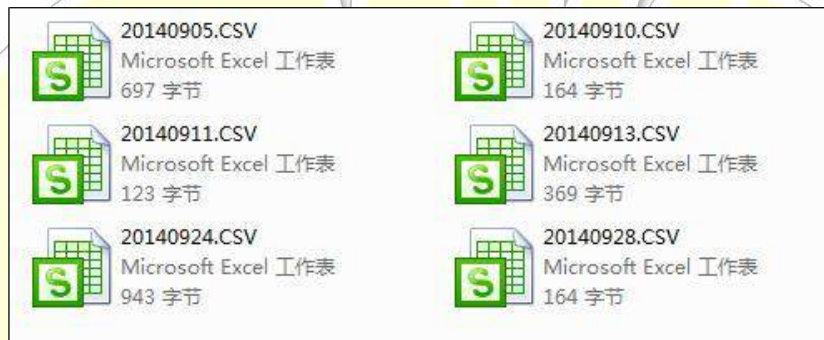 20140905.CSV
Microsoft Excel 工作表
697 字节
20140910.CSV
Microsoft Excel 工作表
164 字节
20140911.CSV
Microsoft Excel 工作表
123 字节
20140913.CSV
Microsoft Excel 工作表
369 字节
20140924.CSV
Microsoft Excel 工作表
943 字节
20140928.CSV
Microsoft Excel 工作表
164 字节